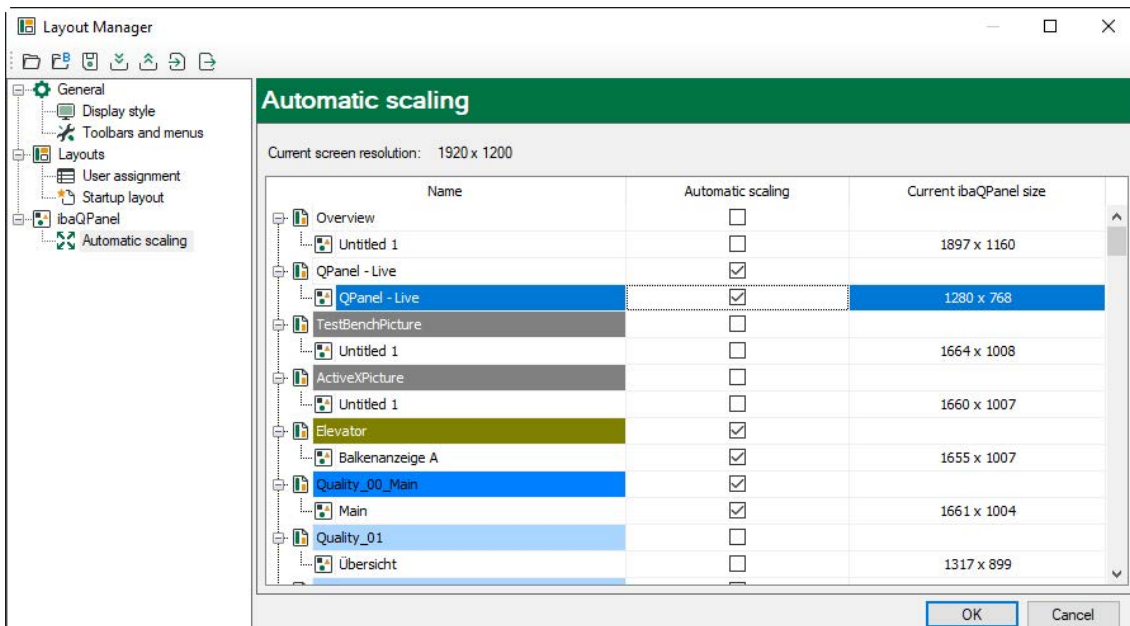 Layout Manager
General
Display style
Toolbars and menus
Layouts
User assignment
Startup layout
ibaQPanel
Automatic scaling
Automatic scaling
Current screen resolution: 1920 x 1200
Name Automatic scaling Current ibaQPanel size
Overview
Untitled 1 1897 x 1160
QPanel - Live
QPanel - Live 1280 x 768
TestBenchPicture
Untitled 1 1664 x 1008
ActiveXPicture
Untitled 1 1660 x 1007
Elevator
Balkenanzeige A 1655 x 1007
Quality_00_Main
Main 1661 x 1004
Quality_01
Übersicht 1317 x 899
OK Cancel